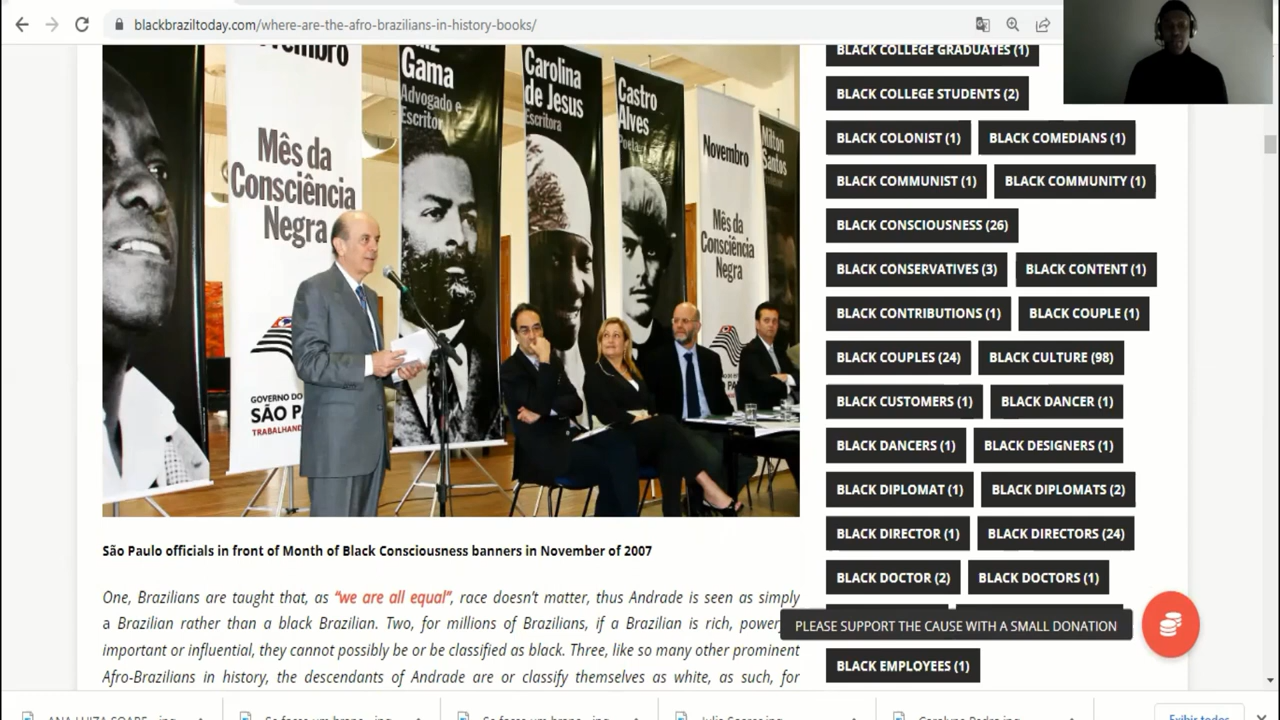 blackbraziltoday.com/where-are-the-afro-brazilians-in-history-books/
Gama
Advogado e
Escritor
Carolina
de Jesus
Escritora
Castro
Alves
Poeta
Novembro
Milton
Santos
Mês da
Consciência
Negra
Mês da
Consciência
Negra
GOVERNO DO
SÃO
São Paulo officials in front of Month of Black Consciousness banners in November of 2007
One, Brazilians are taught that, as “we are all equal”, race doesn’t matter, thus Andrade is seen as simply
a Brazilian rather than a black Brazilian. Two, for millions of Brazilians, if a Brazilian is rich,
important or influential, they cannot possibly be or be classified as black. Three, like so many other prominent
Afro-Brazilians in history, the descendants of Andrade are or classify themselves as white, as such, for
BLACK COLLEGE GRADUATES (1)
BLACK COLLEGE STUDENTS (2)
BLACK COLONIST (1) BLACK COMEDIANS (1)
BLACK COMMUNIST (1) BLACK COMMUNITY (1)
BLACK CONSCIOUSNESS (26)
BLACK CONSERVATIVES (3) BLACK CONTENT (1)
BLACK CONTRIBUTIONS (1) BLACK COUPLE (1)
BLACK COUPLES (24) BLACK CULTURE (98)
BLACK CUSTOMERS (1) BLACK DANCER (1)
BLACK DANCERS (1) BLACK DESIGNERS (1)
BLACK DIPLOMAT (1) BLACK DIPLOMATS (2)
BLACK DIRECTOR (1) BLACK DIRECTORS (24)
BLACK DOCTOR (2) BLACK DOCTORS (1)
PLEASE SUPPORT THE CAUSE WITH A SMALL DONATION
BLACK EMPLOYEES (1)
Exibir todos